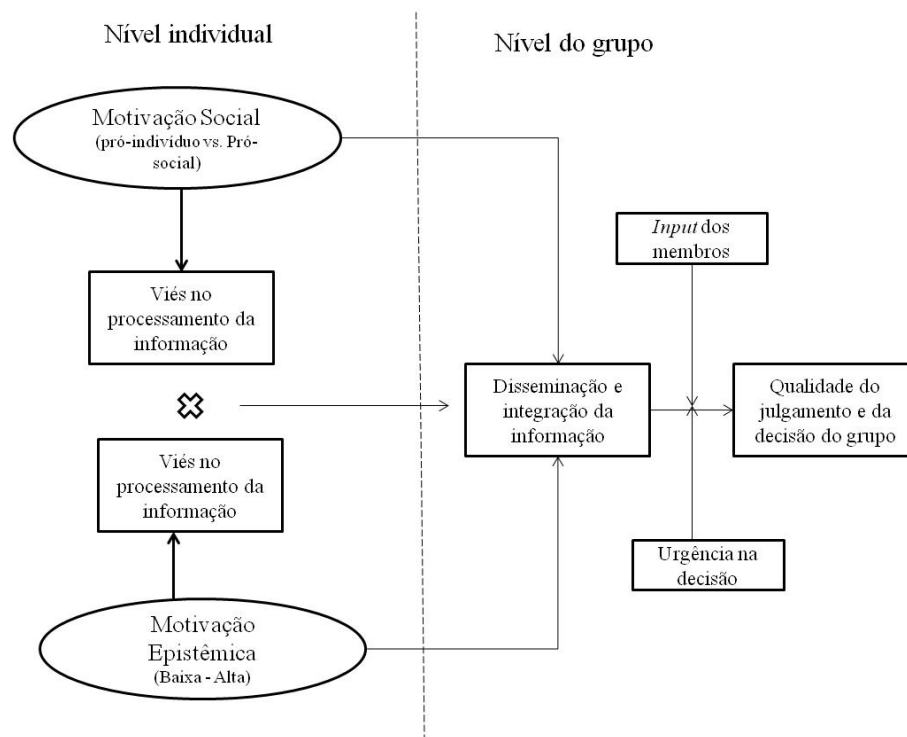 Nível individual
Nível do grupo
Motivação Social
(pró-indivíduo vs. Pró-
social)
Input dos
membros
Viés no
processamento da
informação
Disseminação e
integração da
informação
Qualidade do
julgamento e da
decisão do grupo
Viés no
processamento da
informação
Urgência na
decisão
Motivação
Epistêmica
(Baixa - Alta)